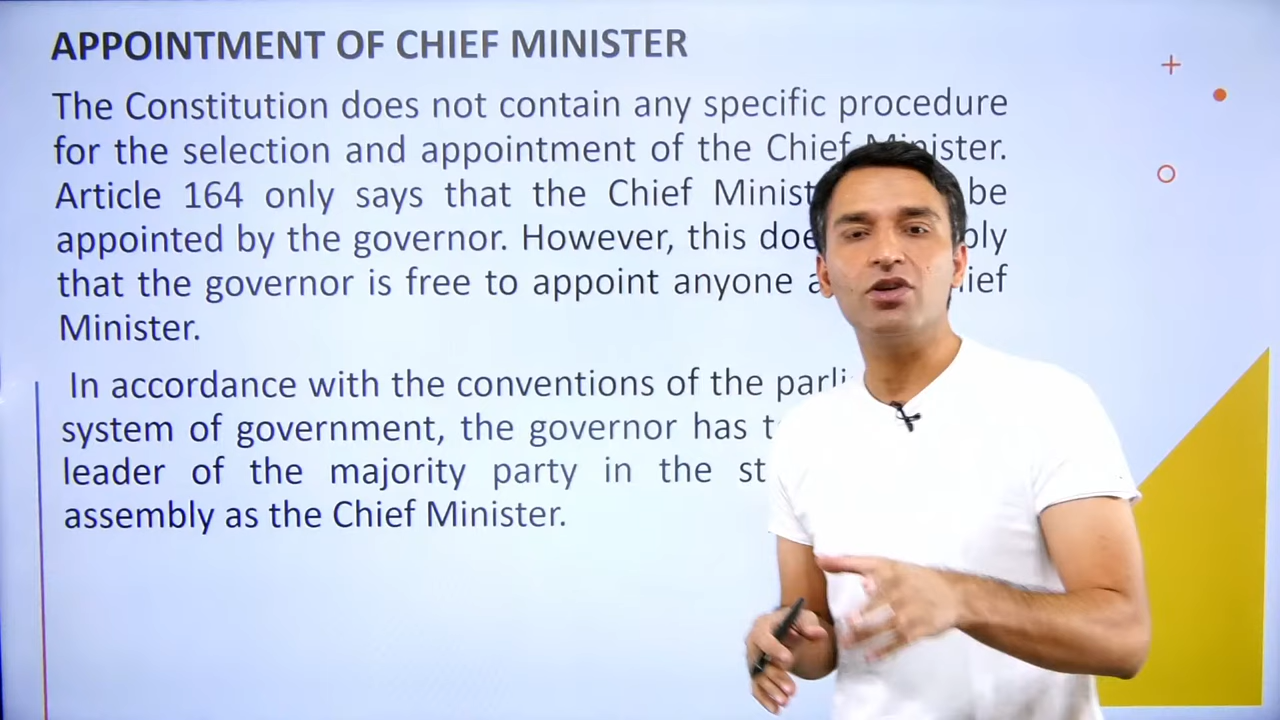 APPOINTMENT OF CHIEF MINISTER
The Constitution does not contain any specific procedure
for the selection and appointment of the Chief Minister.
Article 164 only says that the Chief be
appointed by the governor. However, this
that the governor is free to appoint anyone
Minister.
In accordance with the conventions of the
system of government, the governor has
leader of the majority party in the
assembly as the Chief Minister.